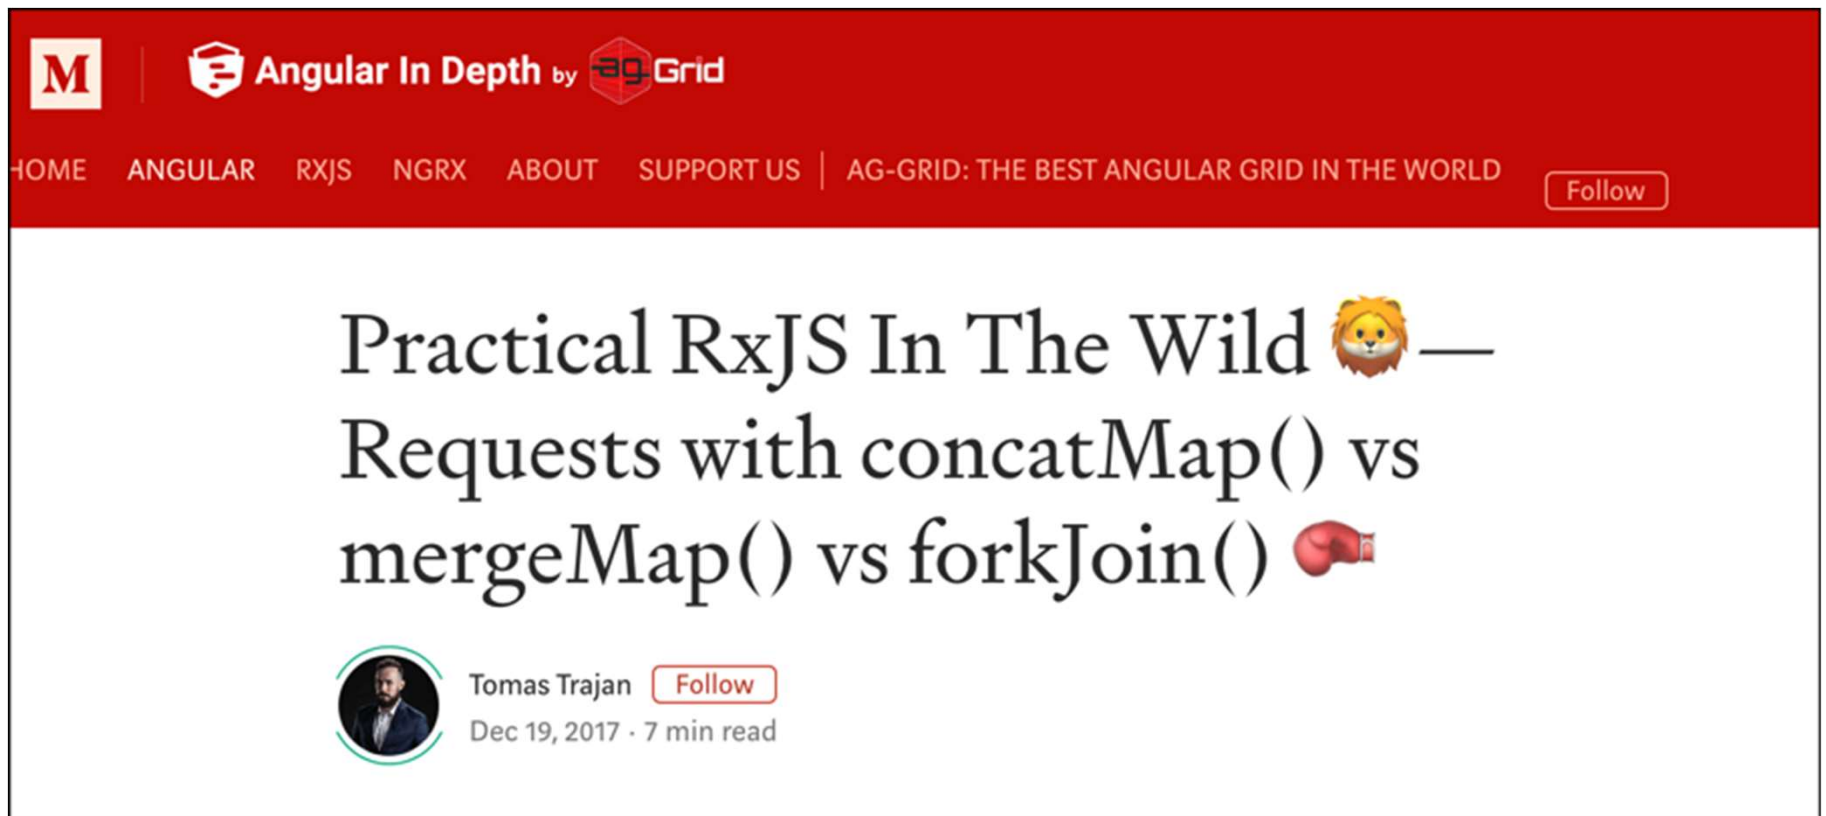 M Angular In Depth by ag-Grid
HOME ANGULAR RXJS NGRX ABOUT SUPPORT US AG-GRID: THE BEST ANGULAR GRID IN THE WORLD Follow
Practical RxJS In The Wild 🦁—
Requests with concatMap() vs
mergeMap() vs forkJoin() 🥊
Tomas Trajan Follow
Dec 19, 2017 · 7 min read